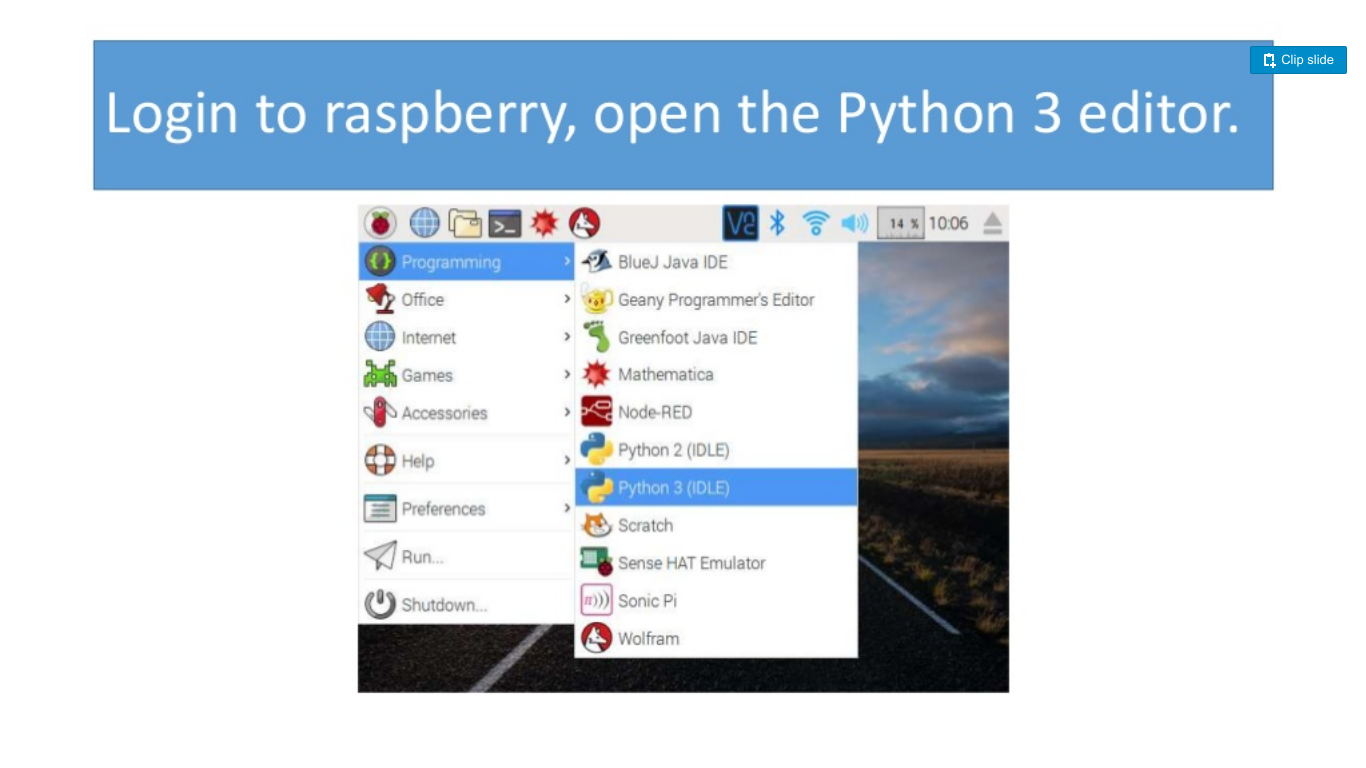 Clip slide
Login to raspberry, open the Python 3 editor.
14 % 10:06
Programming
Office
Internet
Games
Accessories
Help
Preferences
Run...
Shutdown...
BlueJ Java IDE
Geany Programmer's Editor
Greenfoot Java IDE
Mathematica
Node-RED
Python 2 (IDLE)
Python 3 (IDLE)
Scratch
Sense HAT Emulator
Sonic Pi
Wolfram